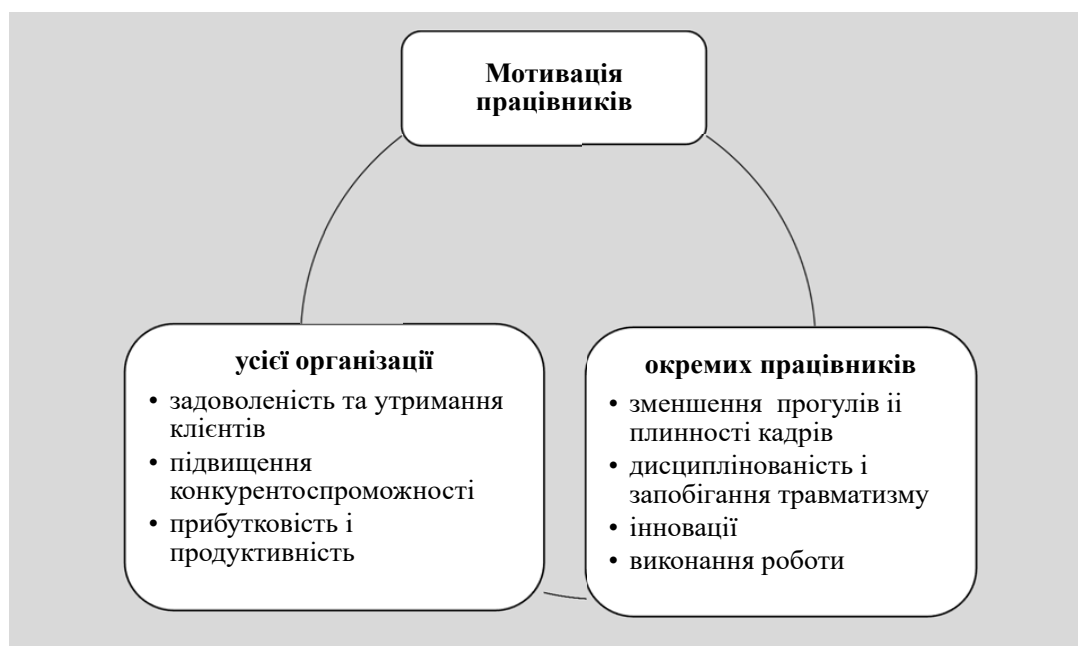 Мотивація
працівників
усієї організації
• задоволеність та утримання
клієнтів
• підвищення
конкурентоспроможності
• прибутковість і
продуктивність
окремих працівників
• зменшення прогулів іі
плинності кадрів
• дисциплінованість і
запобігання травматизму
• інновації
• виконання роботи